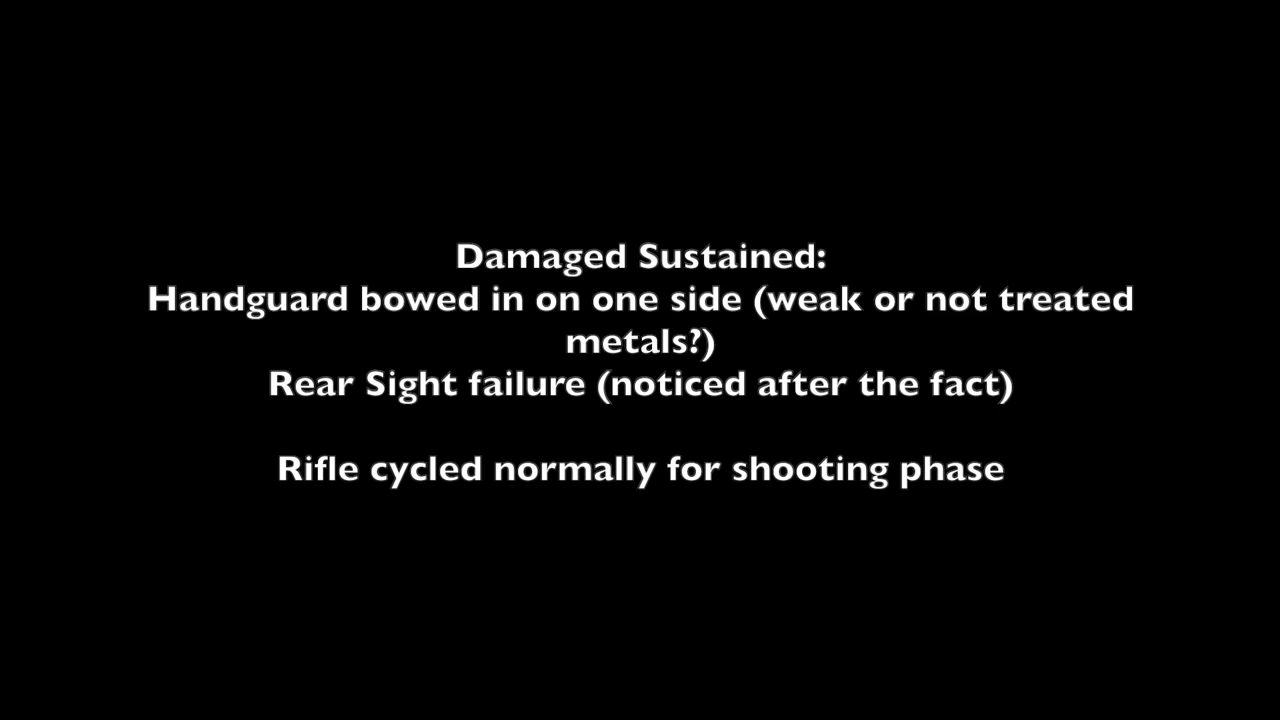 Damaged Sustained:
Handguard bowed in on one side (weak or not treated
metals?)
Rear Sight failure (noticed after the fact)
Rifle cycled normally for shooting phase